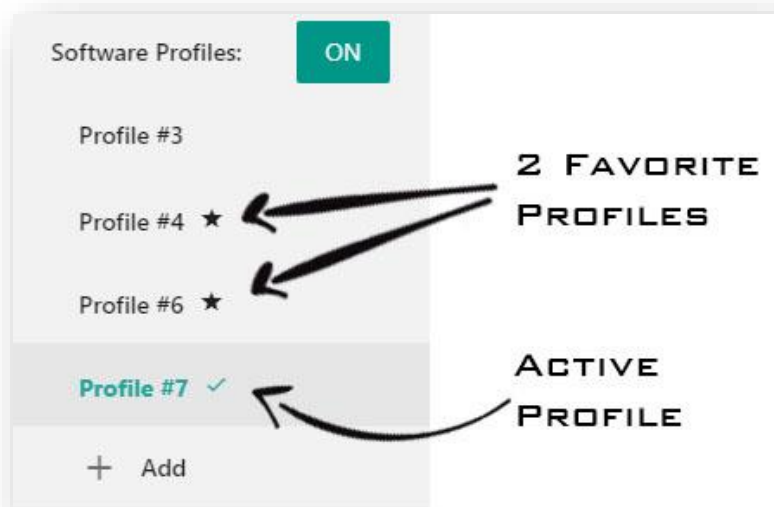 Software Profiles: ON
Profile #3
2 FAVORITE
PROFILES
Profile #4 ★
Profile #6 ★
ACTIVE
PROFILE
Profile #7 ✓
+ Add